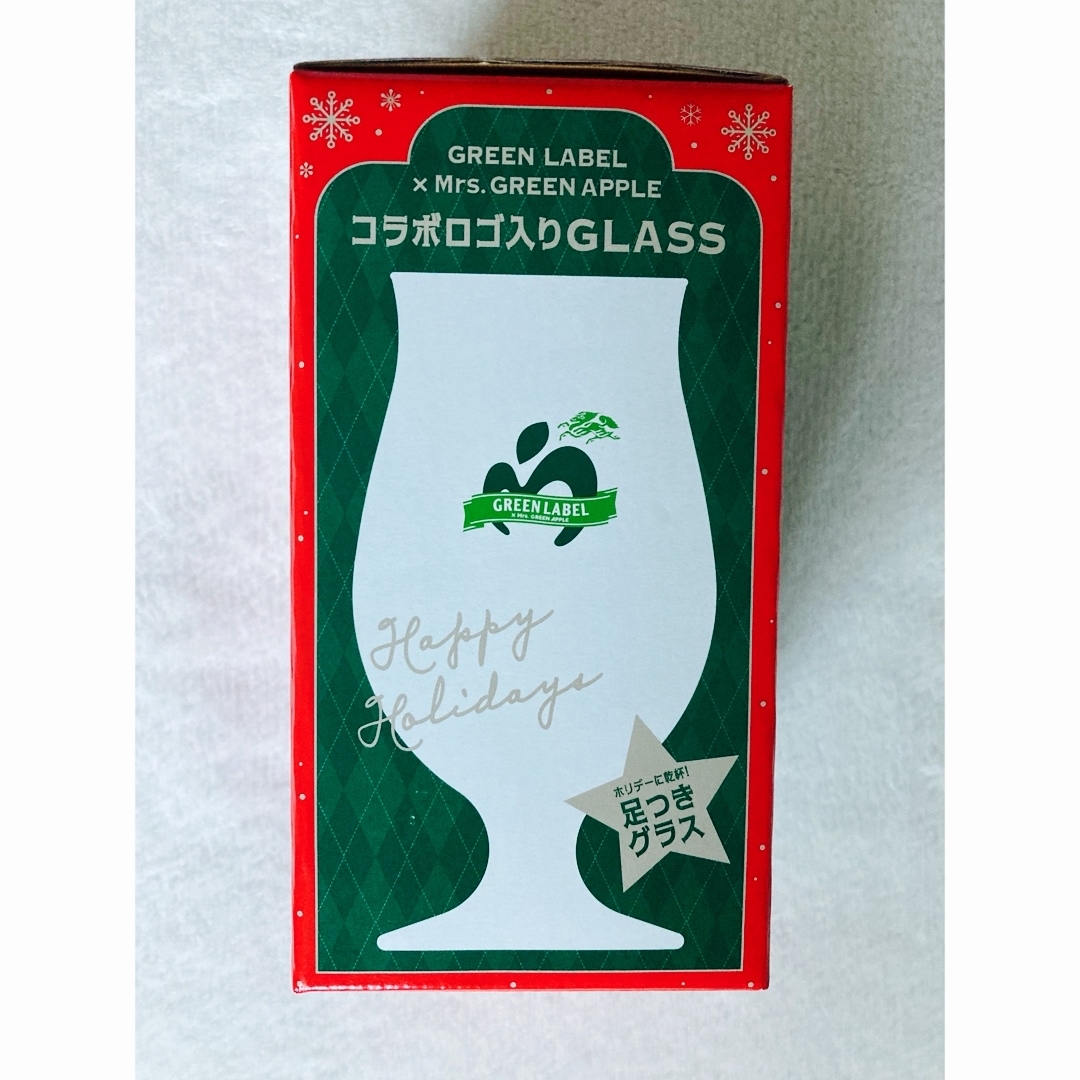 GREEN LABEL
× Mrs. GREEN APPLE
コラボロゴ入りGLASS
GREEN LABEL
× Mrs. GREEN APPLE
Happy
Holidays
ホリデーに乾杯!
足つき
グラス